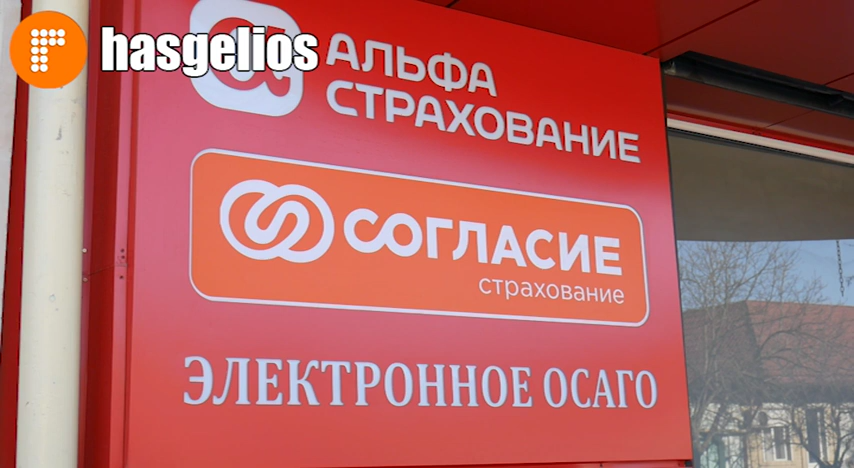 hasgelios
АЛЬФА
СТРАХОВАНИЕ
СОГЛАСИЕ
страхование
ЭЛЕКТРОННОЕ ОСАГО